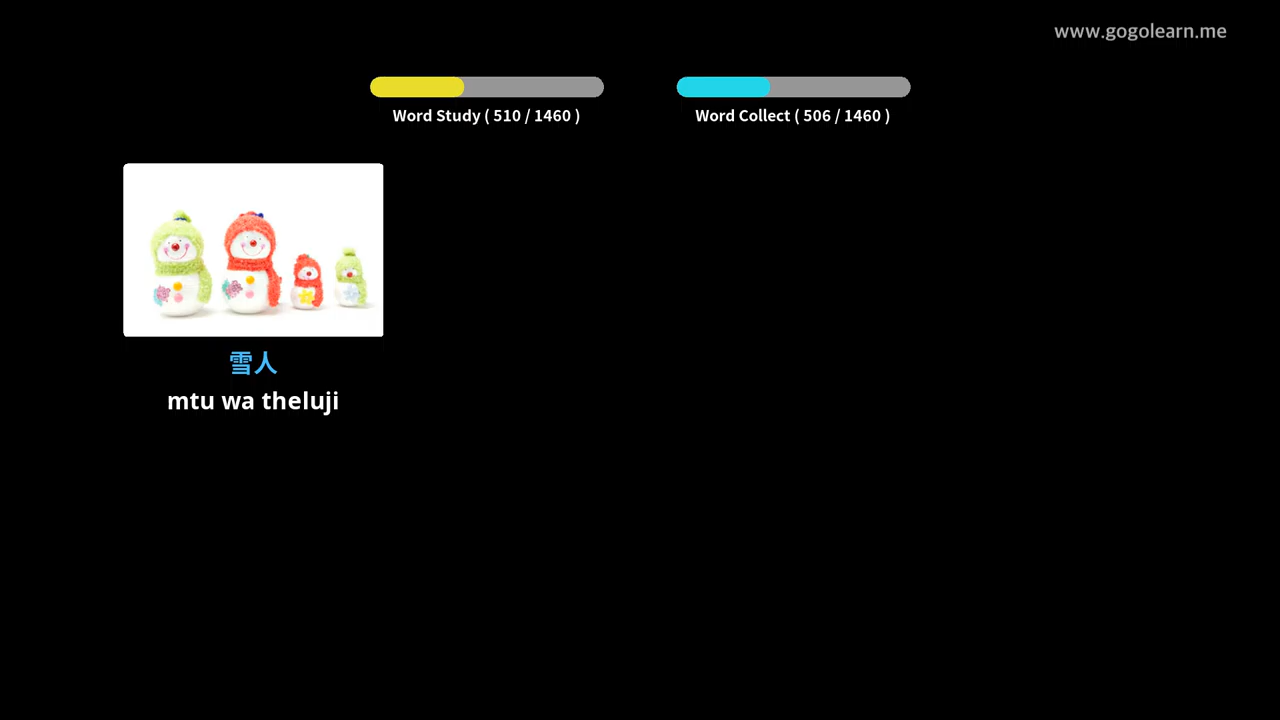 www.gogolearn.me
Word Study ( 510 / 1460 )
Word Collect ( 506 / 1460 )
雪人
mtu wa theluji